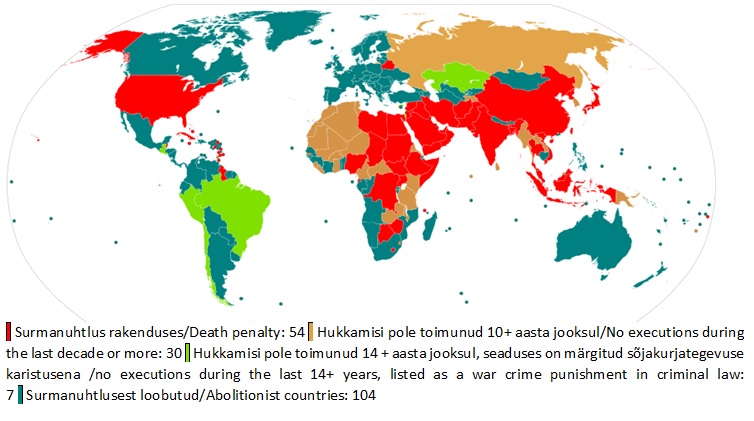 Surmanuhtlus rakenduses/Death penalty: 54 Hukkamisi pole toimunud 10+ aasta jooksul/No executions during
the last decade or more: 30 Hukkamisi pole toimunud 14 + aasta jooksul, seaduses on märgitud sõjakurjategevuse
karistusena /no executions during the last 14+ years, listed as a war crime punishment in criminal law:
7 Surmanuhtlusest loobutud/Abolitionist countries: 104